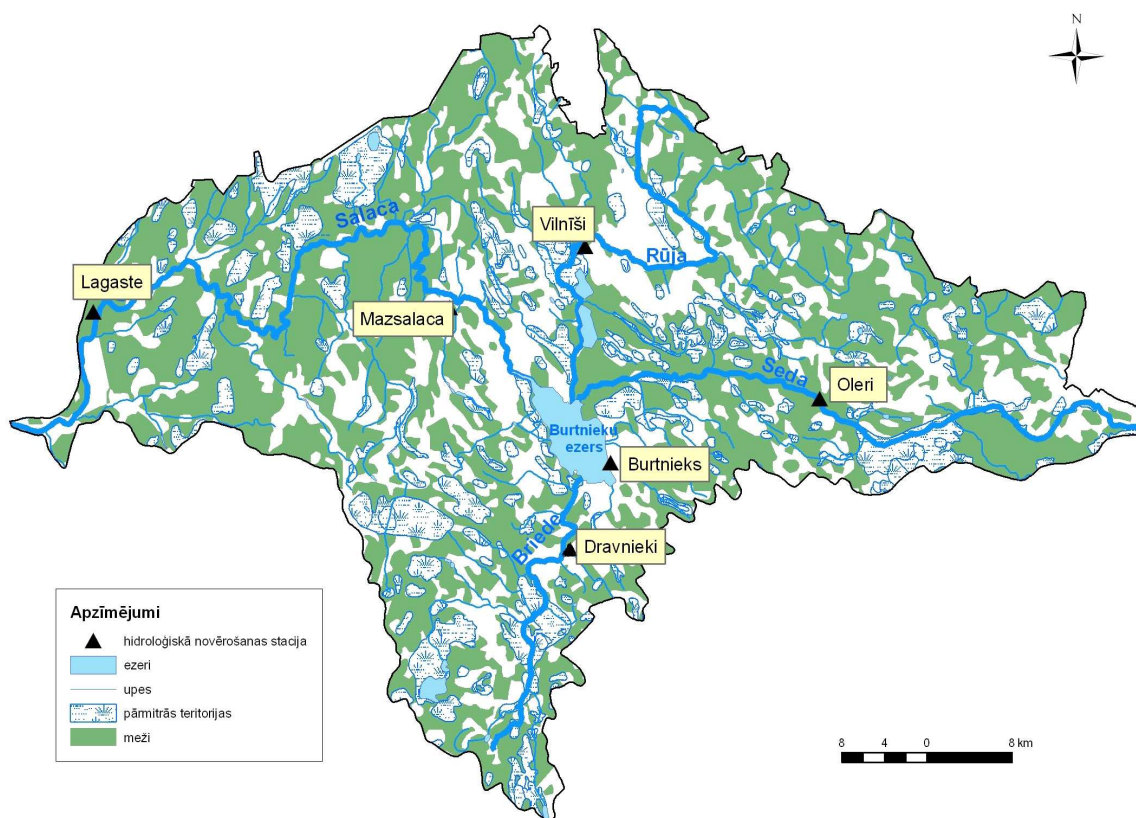 N
Salaca
Vilnīši
Rūja
Lagaste
Mazsalaca
Seda
Oleri
Burtnieku
ezers
Burtnieks
Briede
Dravnieki
Apzīmējumi
hidroloģiskā novērošanas stacija
ezeri
upes
pārmitrās teritorijas
meži
8 4 0 8 km